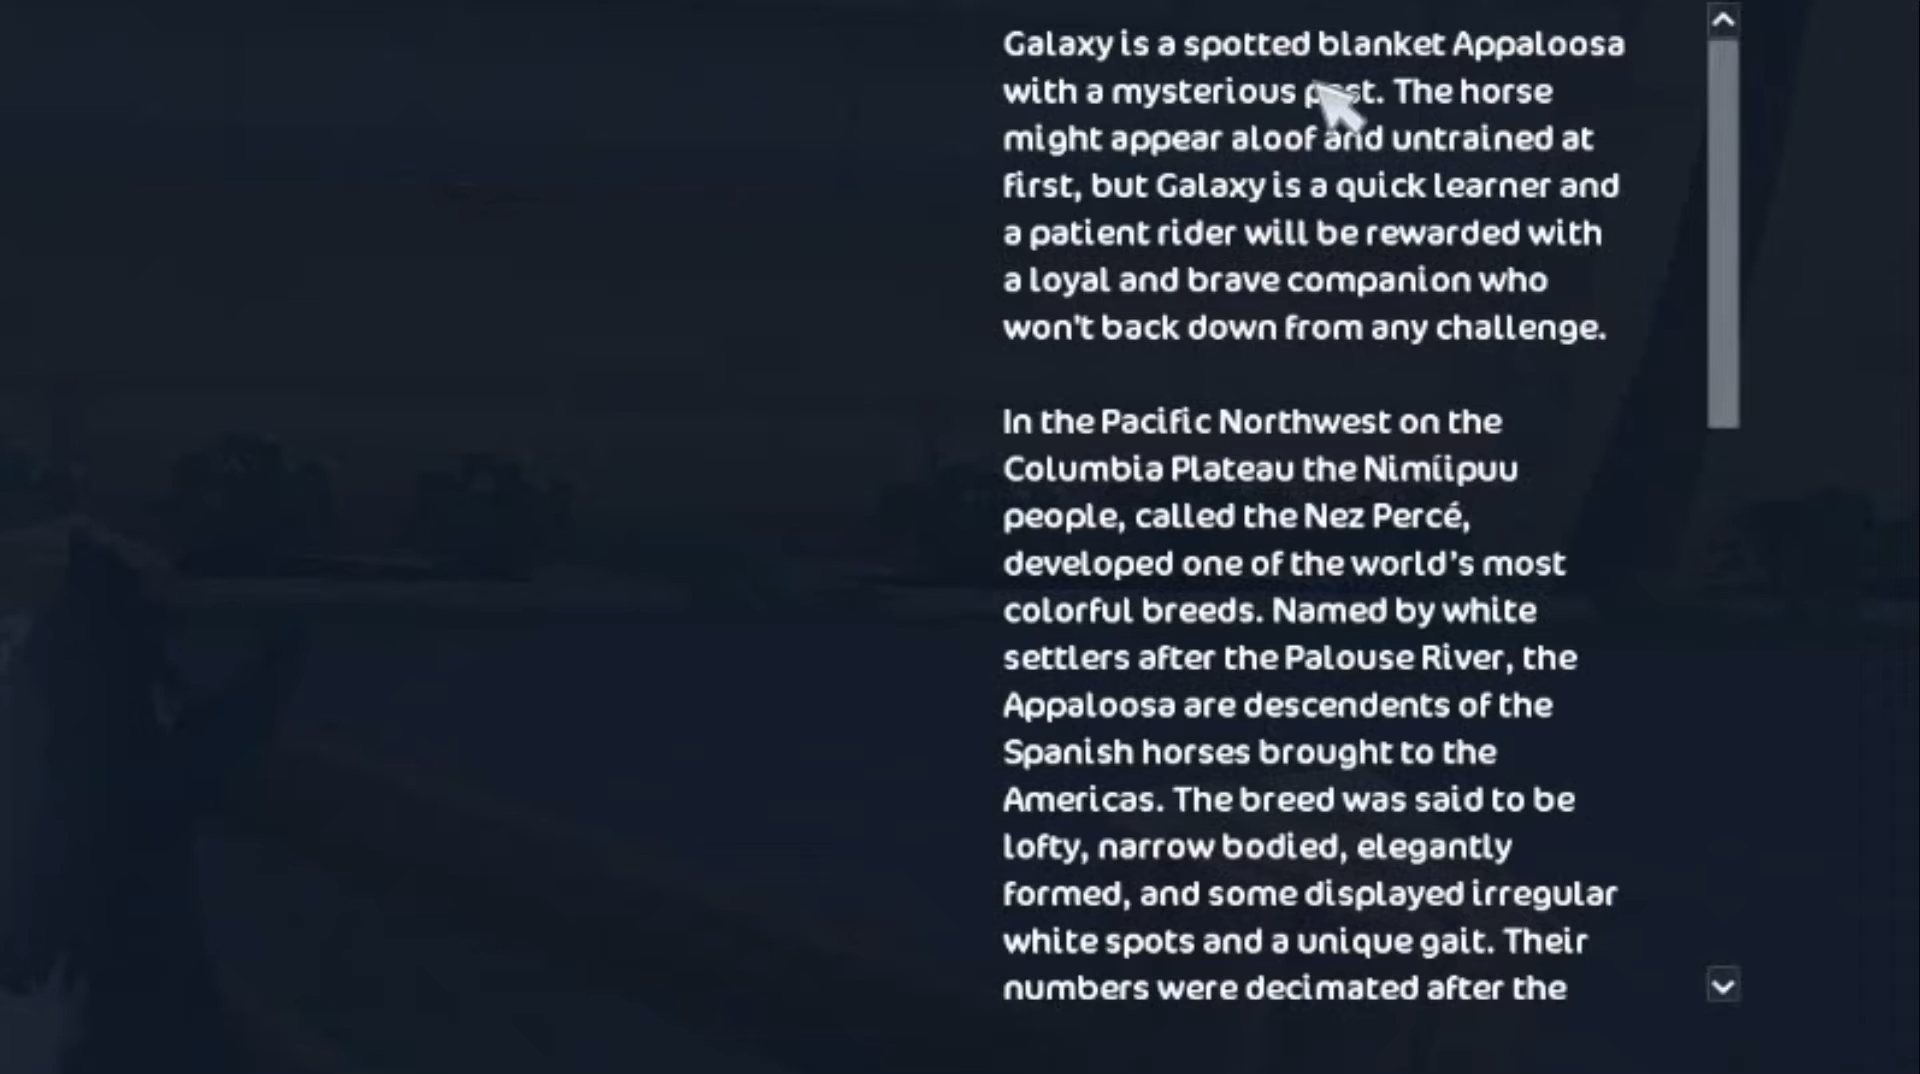 Galaxy is a spotted blanket Appaloosa
with a mysterious past. The horse
might appear aloof and untrained at
first, but Galaxy is a quick learner and
a patient rider will be rewarded with
a loyal and brave companion who
won't back down from any challenge.
In the Pacific Northwest on the
Columbia Plateau the Nimíipuu
people, called the Nez Percé,
developed one of the world’s most
colorful breeds. Named by white
settlers after the Palouse River, the
Appaloosa are descendents of the
Spanish horses brought to the
Americas. The breed was said to be
lofty, narrow bodied, elegantly
formed, and some displayed irregular
white spots and a unique gait. Their
numbers were decimated after the